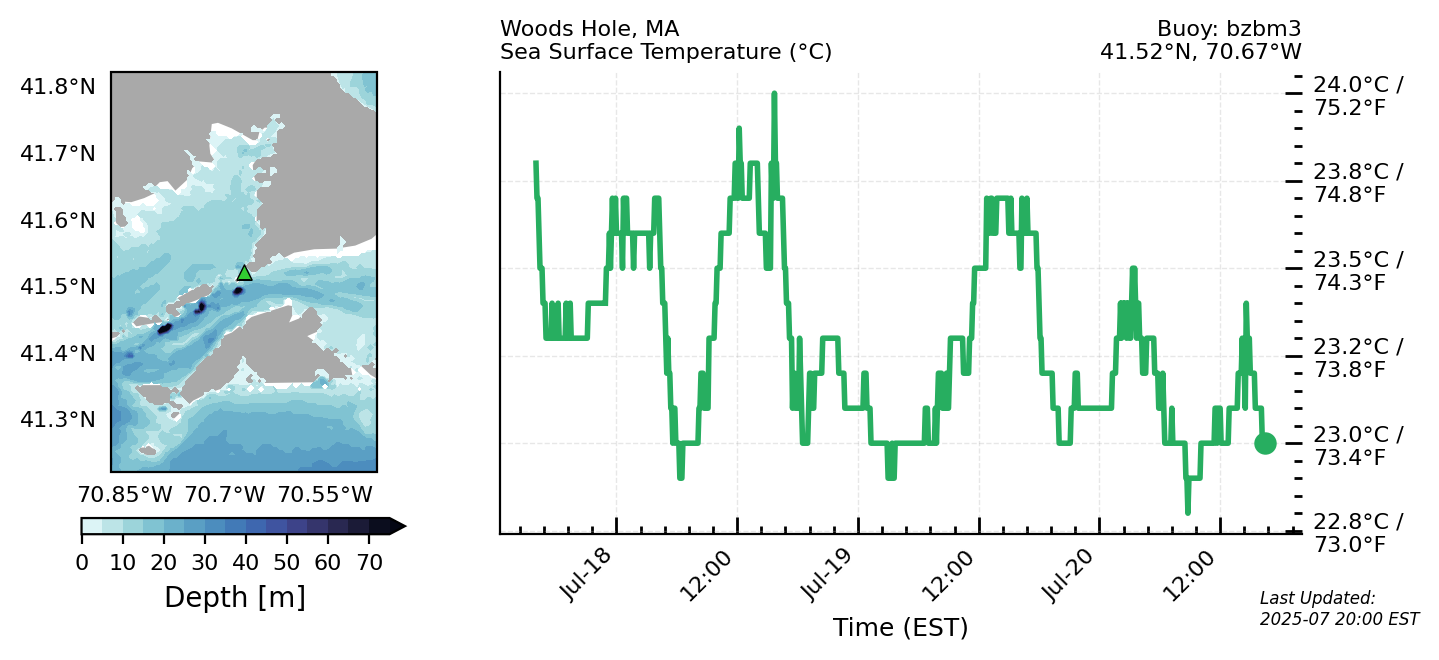 Woods Hole, MA
Sea Surface Temperature (°C)
Buoy: bzbm3
41.52°N, 70.67°W
41.8°N
41.7°N
41.6°N
41.5°N
41.4°N
41.3°N
70.85°W 70.7°W 70.55°W
0 10 20 30 40 50 60 70
Depth [m]
24.0°C /
75.2°F
23.8°C /
74.8°F
23.5°C /
74.3°F
23.2°C /
73.8°F
23.0°C /
73.4°F
22.8°C /
73.0°F
Jul-18 12:00 Jul-19 12:00 Jul-20 12:00
Time (EST)
Last Updated:
2025-07 20:00 EST